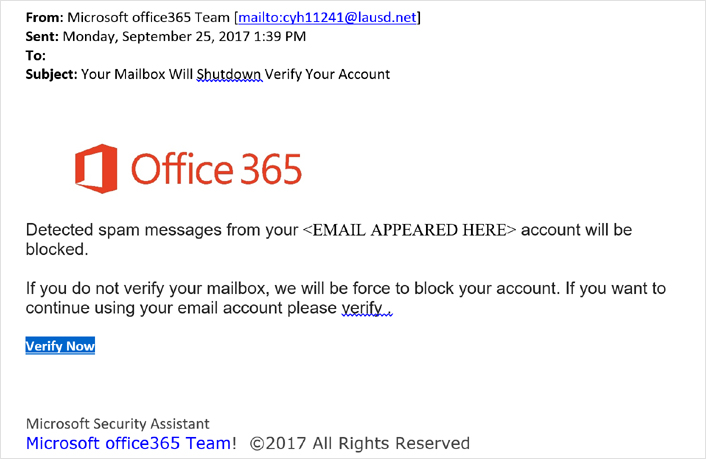 From: Microsoft office365 Team [mailto:cyh11241@lausd.net]
Sent: Monday, September 25, 2017 1:39 PM
To:
Subject: Your Mailbox Will Shutdown Verify Your Account
Office 365
Detected spam messages from your <EMAIL APPEARED HERE> account will be
blocked.
If you do not verify your mailbox, we will be force to block your account. If you want to
continue using your email account please verify .
Verify Now
Microsoft Security Assistant
Microsoft office365 Team! ©2017 All Rights Reserved